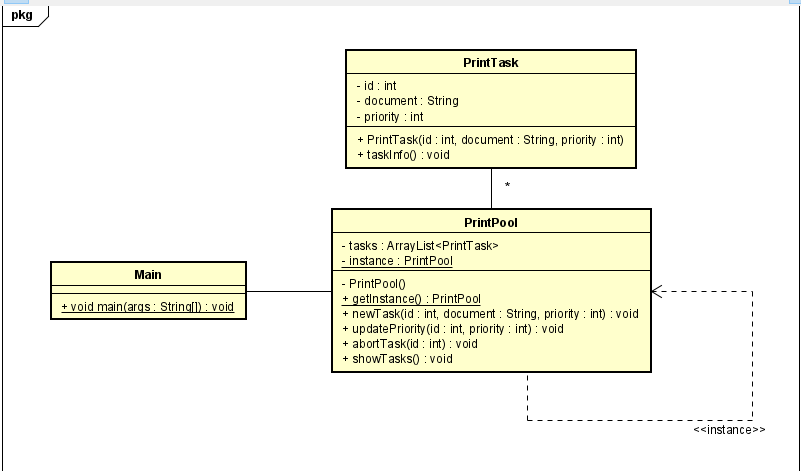 pkg
PrintTask
- id : int
- document : String
- priority : int
+ PrintTask(id : int, document : String, priority : int)
+ taskInfo() : void
*
PrintPool
- tasks : ArrayList<PrintTask>
- instance : PrintPool
- PrintPool()
+ getInstance() : PrintPool
+ newTask(id : int, document : String, priority : int) : void
+ updatePriority(id : int, priority : int) : void
+ abortTask(id : int) : void
+ showTasks() : void
Main
+ void main(args : String[]) : void
<<instance>>